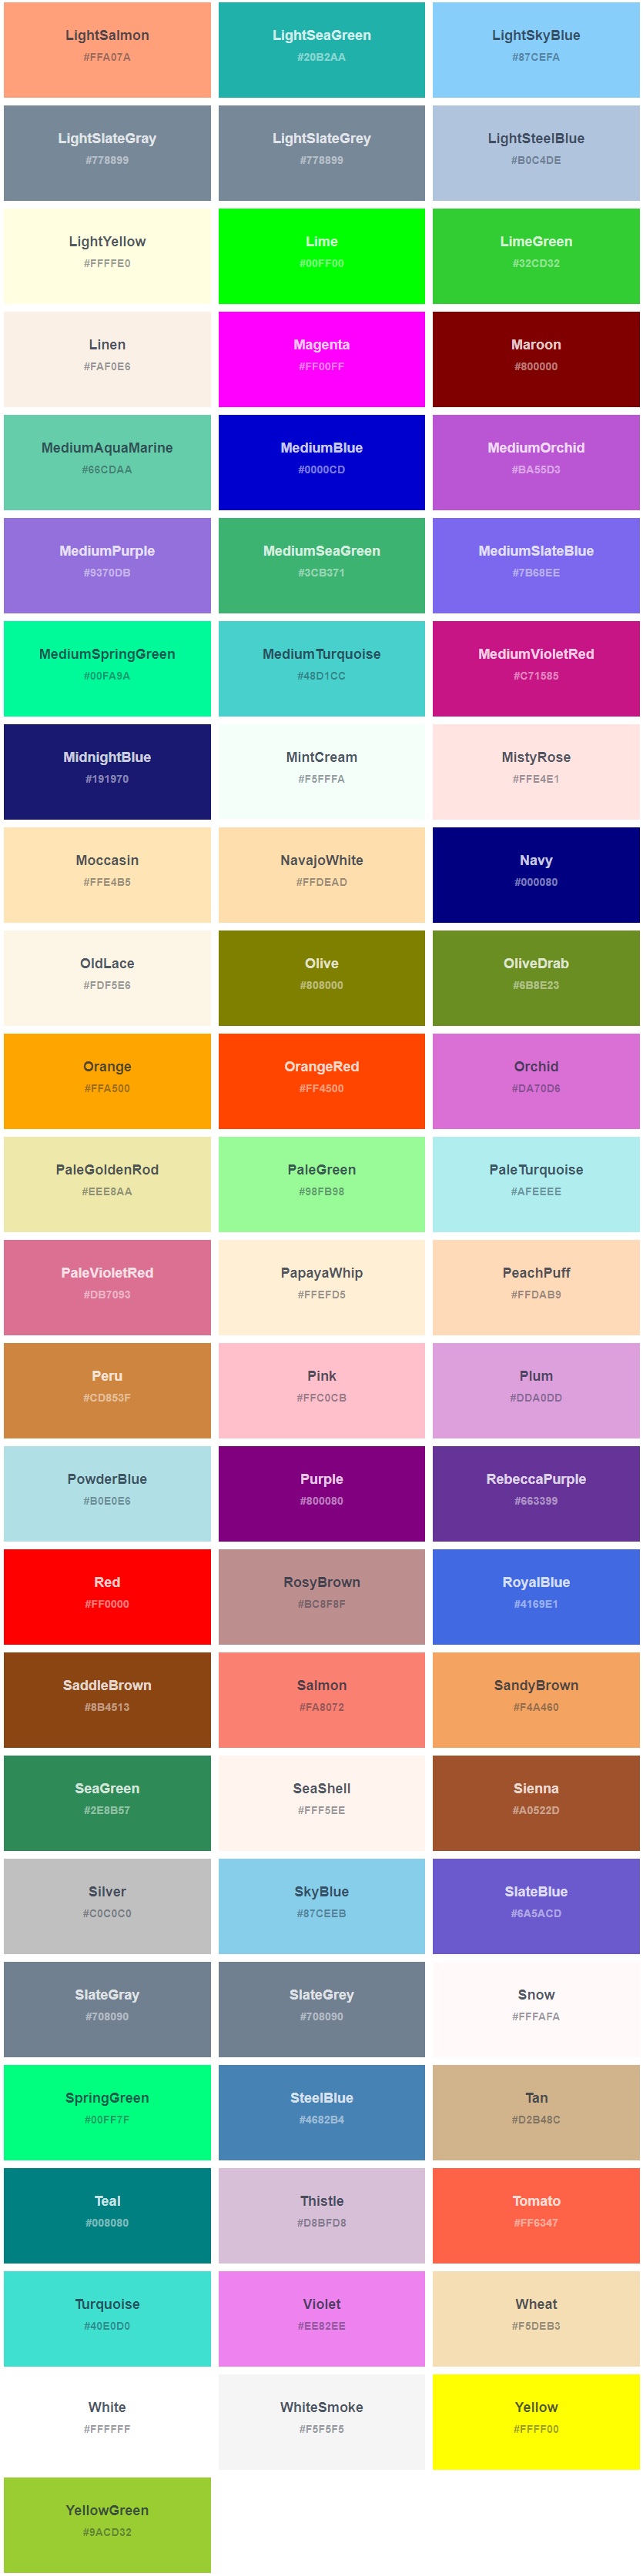 LightSalmon
#FFA07A
LightSeaGreen
#20B2AA
LightSkyBlue
#87CEFA
LightSlateGray
#778899
LightSlateGrey
#778899
LightSteelBlue
#B0C4DE
LightYellow
#FFFFE0
Lime
#00FF00
LimeGreen
#32CD32
Linen
#FAF0E6
Magenta
#FF00FF
Maroon
#800000
MediumAquaMarine
#66CDAA
MediumBlue
#0000CD
MediumOrchid
#BA55D3
MediumPurple
#9370DB
MediumSeaGreen
#3CB371
MediumSlateBlue
#7B68EE
MediumSpringGreen
#00FA9A
MediumTurquoise
#48D1CC
MediumVioletRed
#C71585
MidnightBlue
#191970
MintCream
#F5FFFA
MistyRose
#FFE4E1
Moccasin
#FFE4B5
NavajoWhite
#FFDEAD
Navy
#000080
OldLace
#FDF5E6
Olive
#808000
OliveDrab
#6B8E23
Orange
#FFA500
OrangeRed
#FF4500
Orchid
#DA70D6
PaleGoldenRod
#EEE8AA
PaleGreen
#98FB98
PaleTurquoise
#AFEEEE
PaleVioletRed
#DB7093
PapayaWhip
#FFEFD5
PeachPuff
#FFDAB9
Peru
#CD853F
Pink
#FFC0CB
Plum
#DDA0DD
PowderBlue
#B0E0E6
Purple
#800080
RebeccaPurple
#663399
Red
#FF0000
RosyBrown
#BC8F8F
RoyalBlue
#4169E1
SaddleBrown
#8B4513
Salmon
#FA8072
SandyBrown
#F4A460
SeaGreen
#2E8B57
SeaShell
#FFF5EE
Sienna
#A0522D
Silver
#C0C0C0
SkyBlue
#87CEEB
SlateBlue
#6A5ACD
SlateGray
#708090
SlateGrey
#708090
Snow
#FFFAFA
SpringGreen
#00FF7F
SteelBlue
#4682B4
Tan
#D2B48C
Teal
#008080
Thistle
#D8BFD8
Tomato
#FF6347
Turquoise
#40E0D0
Violet
#EE82EE
Wheat
#F5DEB3
White
#FFFFFF
WhiteSmoke
#F5F5F5
Yellow
#FFFF00
YellowGreen
#9ACD32